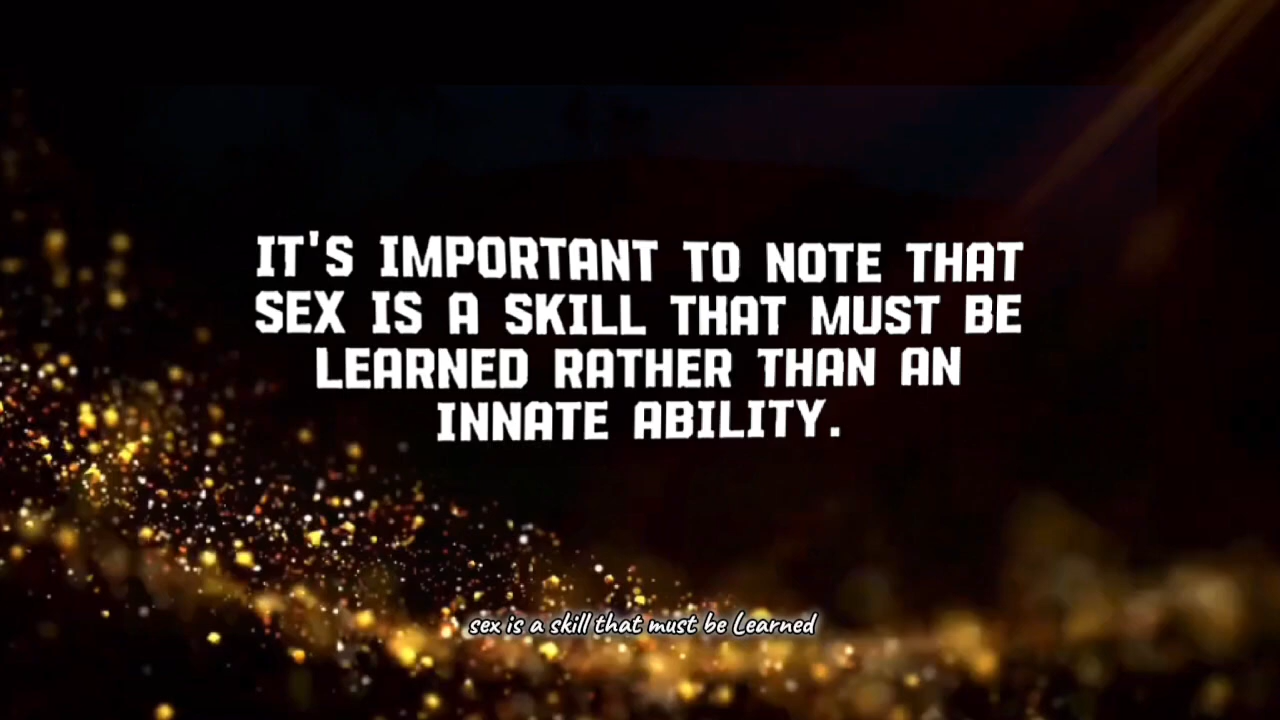 IT'S IMPORTANT TO NOTE THAT
SEX IS A SKILL THAT MUST BE
LEARNED RATHER THAN AN
INNATE ABILITY.
sex is a skill that must be Learned